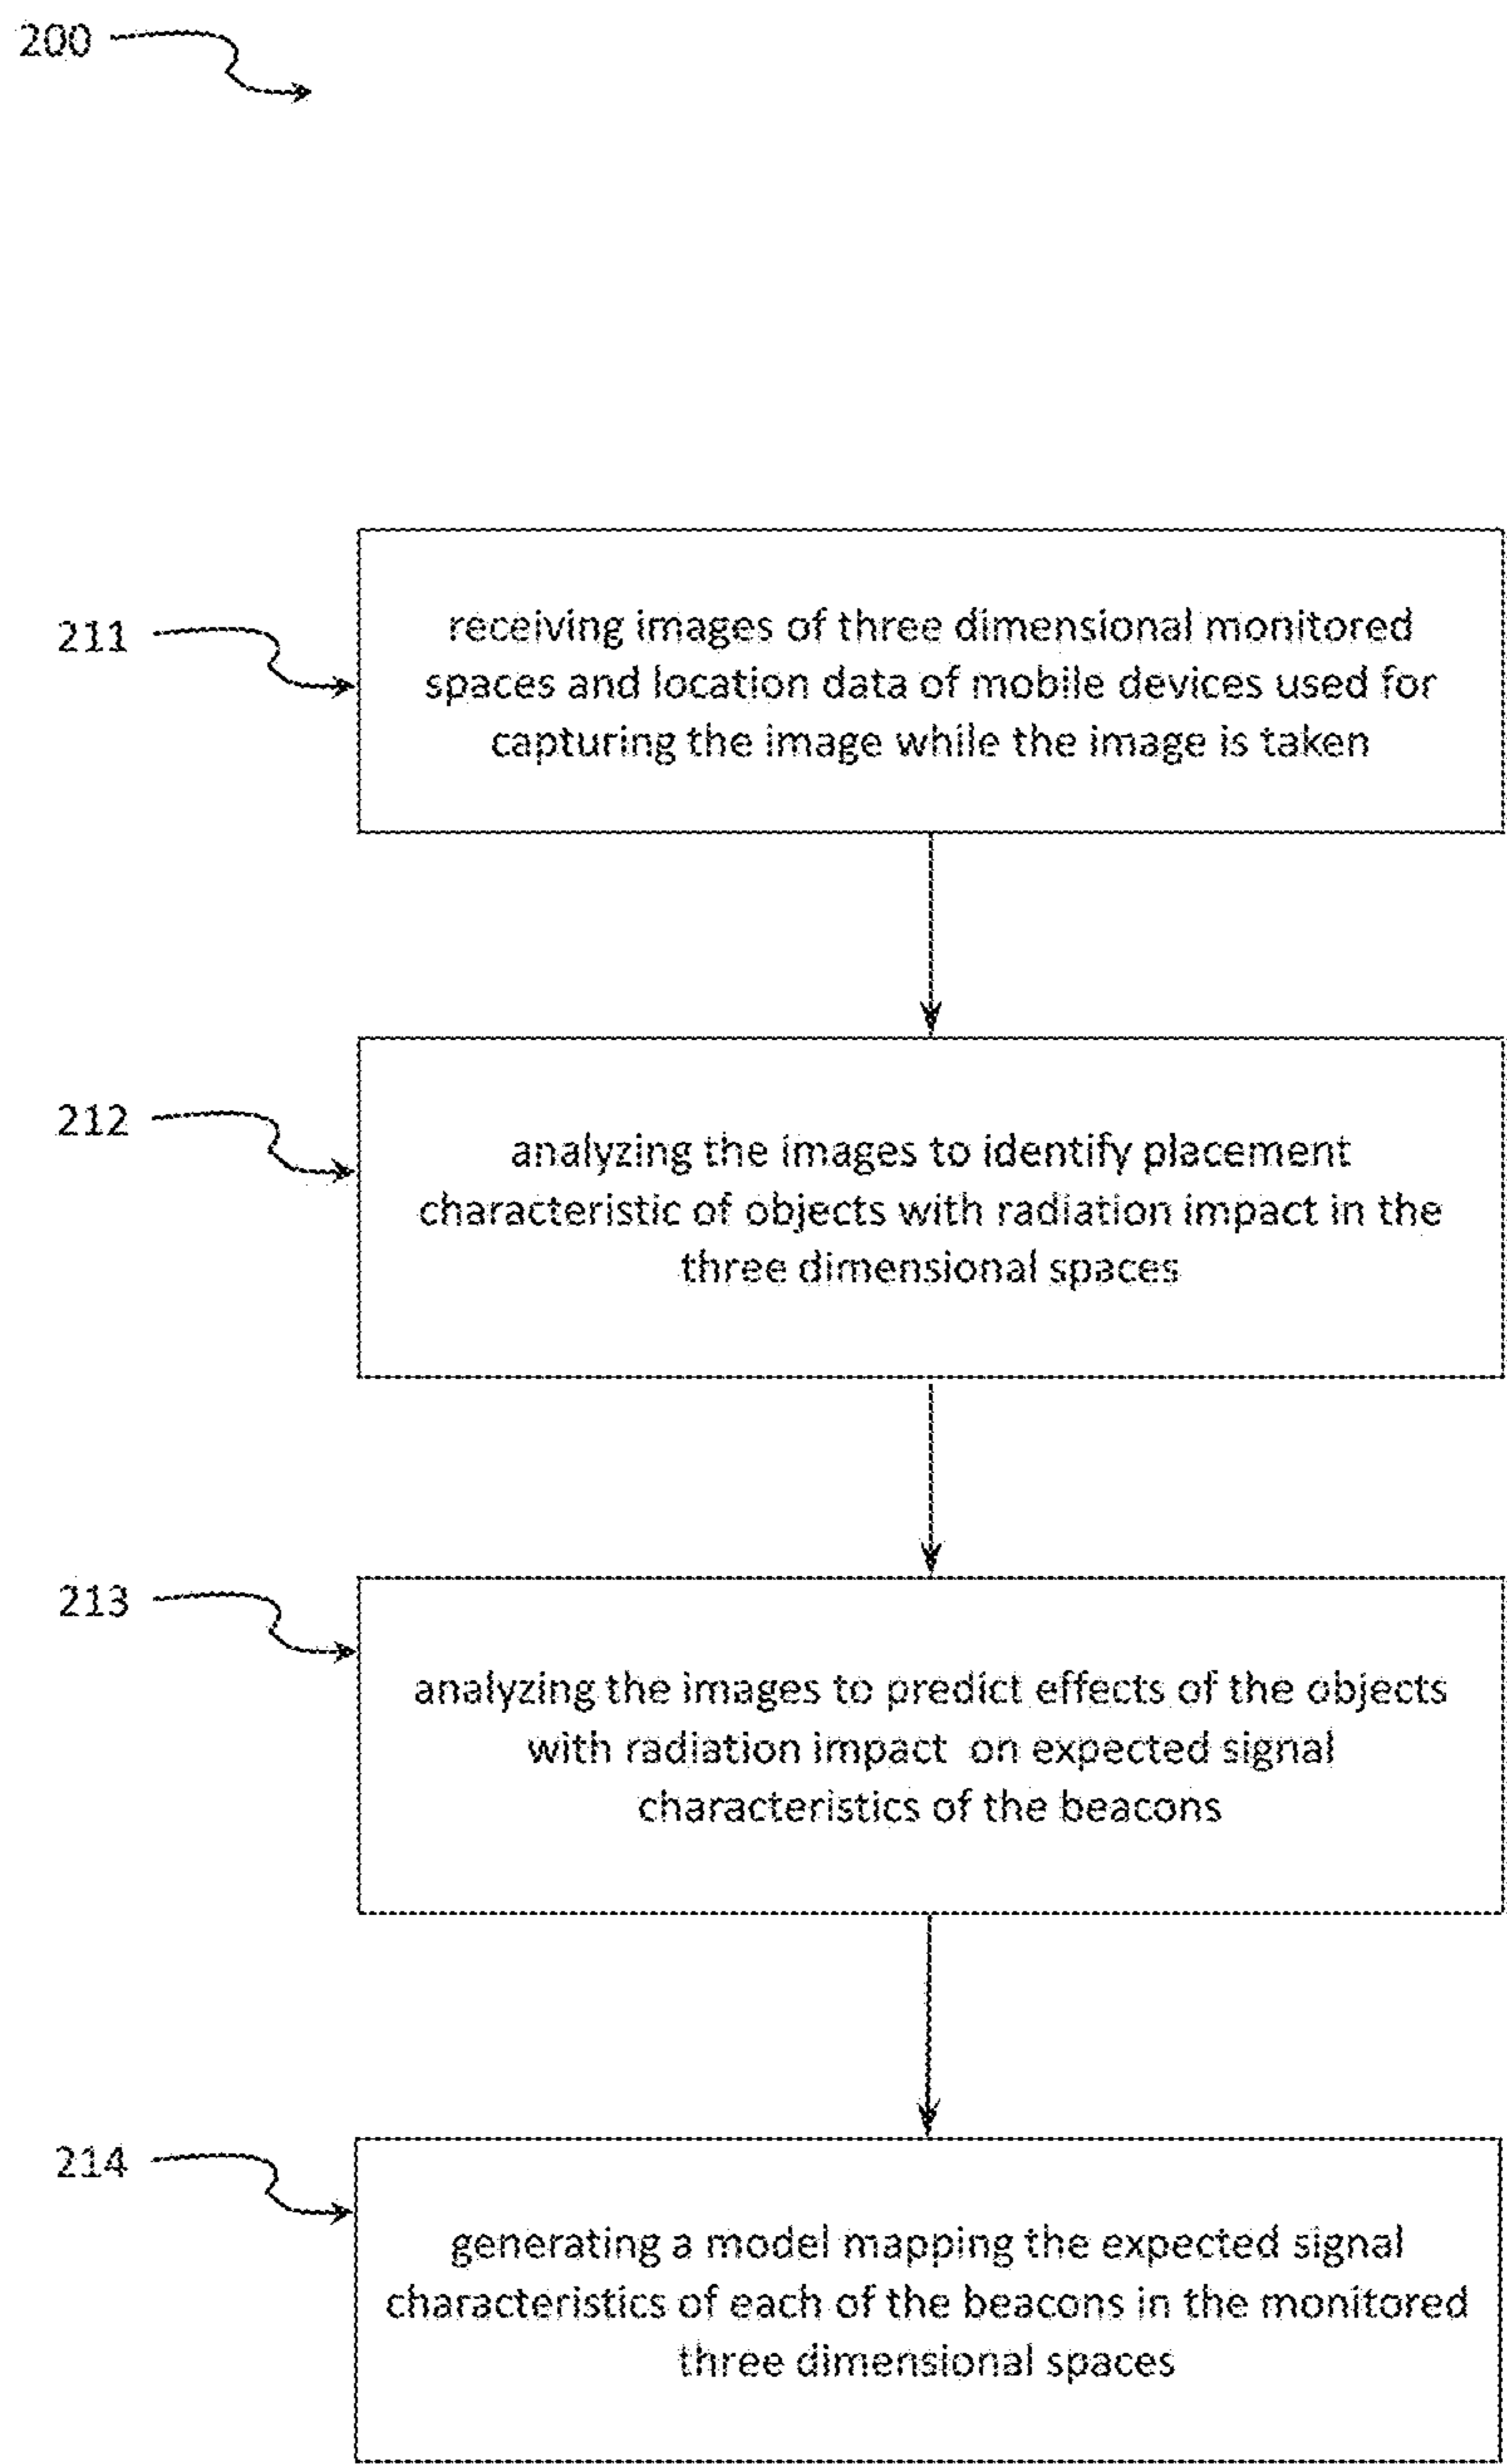 200
211
receiving images of three dimensional monitored
spaces and location data of mobile devices used for
capturing the image while the image is taken
212
analyzing the images to identify placement
characteristic of objects with radiation impact in the
three dimensional spaces
213
analyzing the images to predict effects of the objects
with radiation impact on expected signal
characteristics of the beacons
214
generating a model mapping the expected signal
characteristics of each of the beacons in the monitored
three dimensional spaces